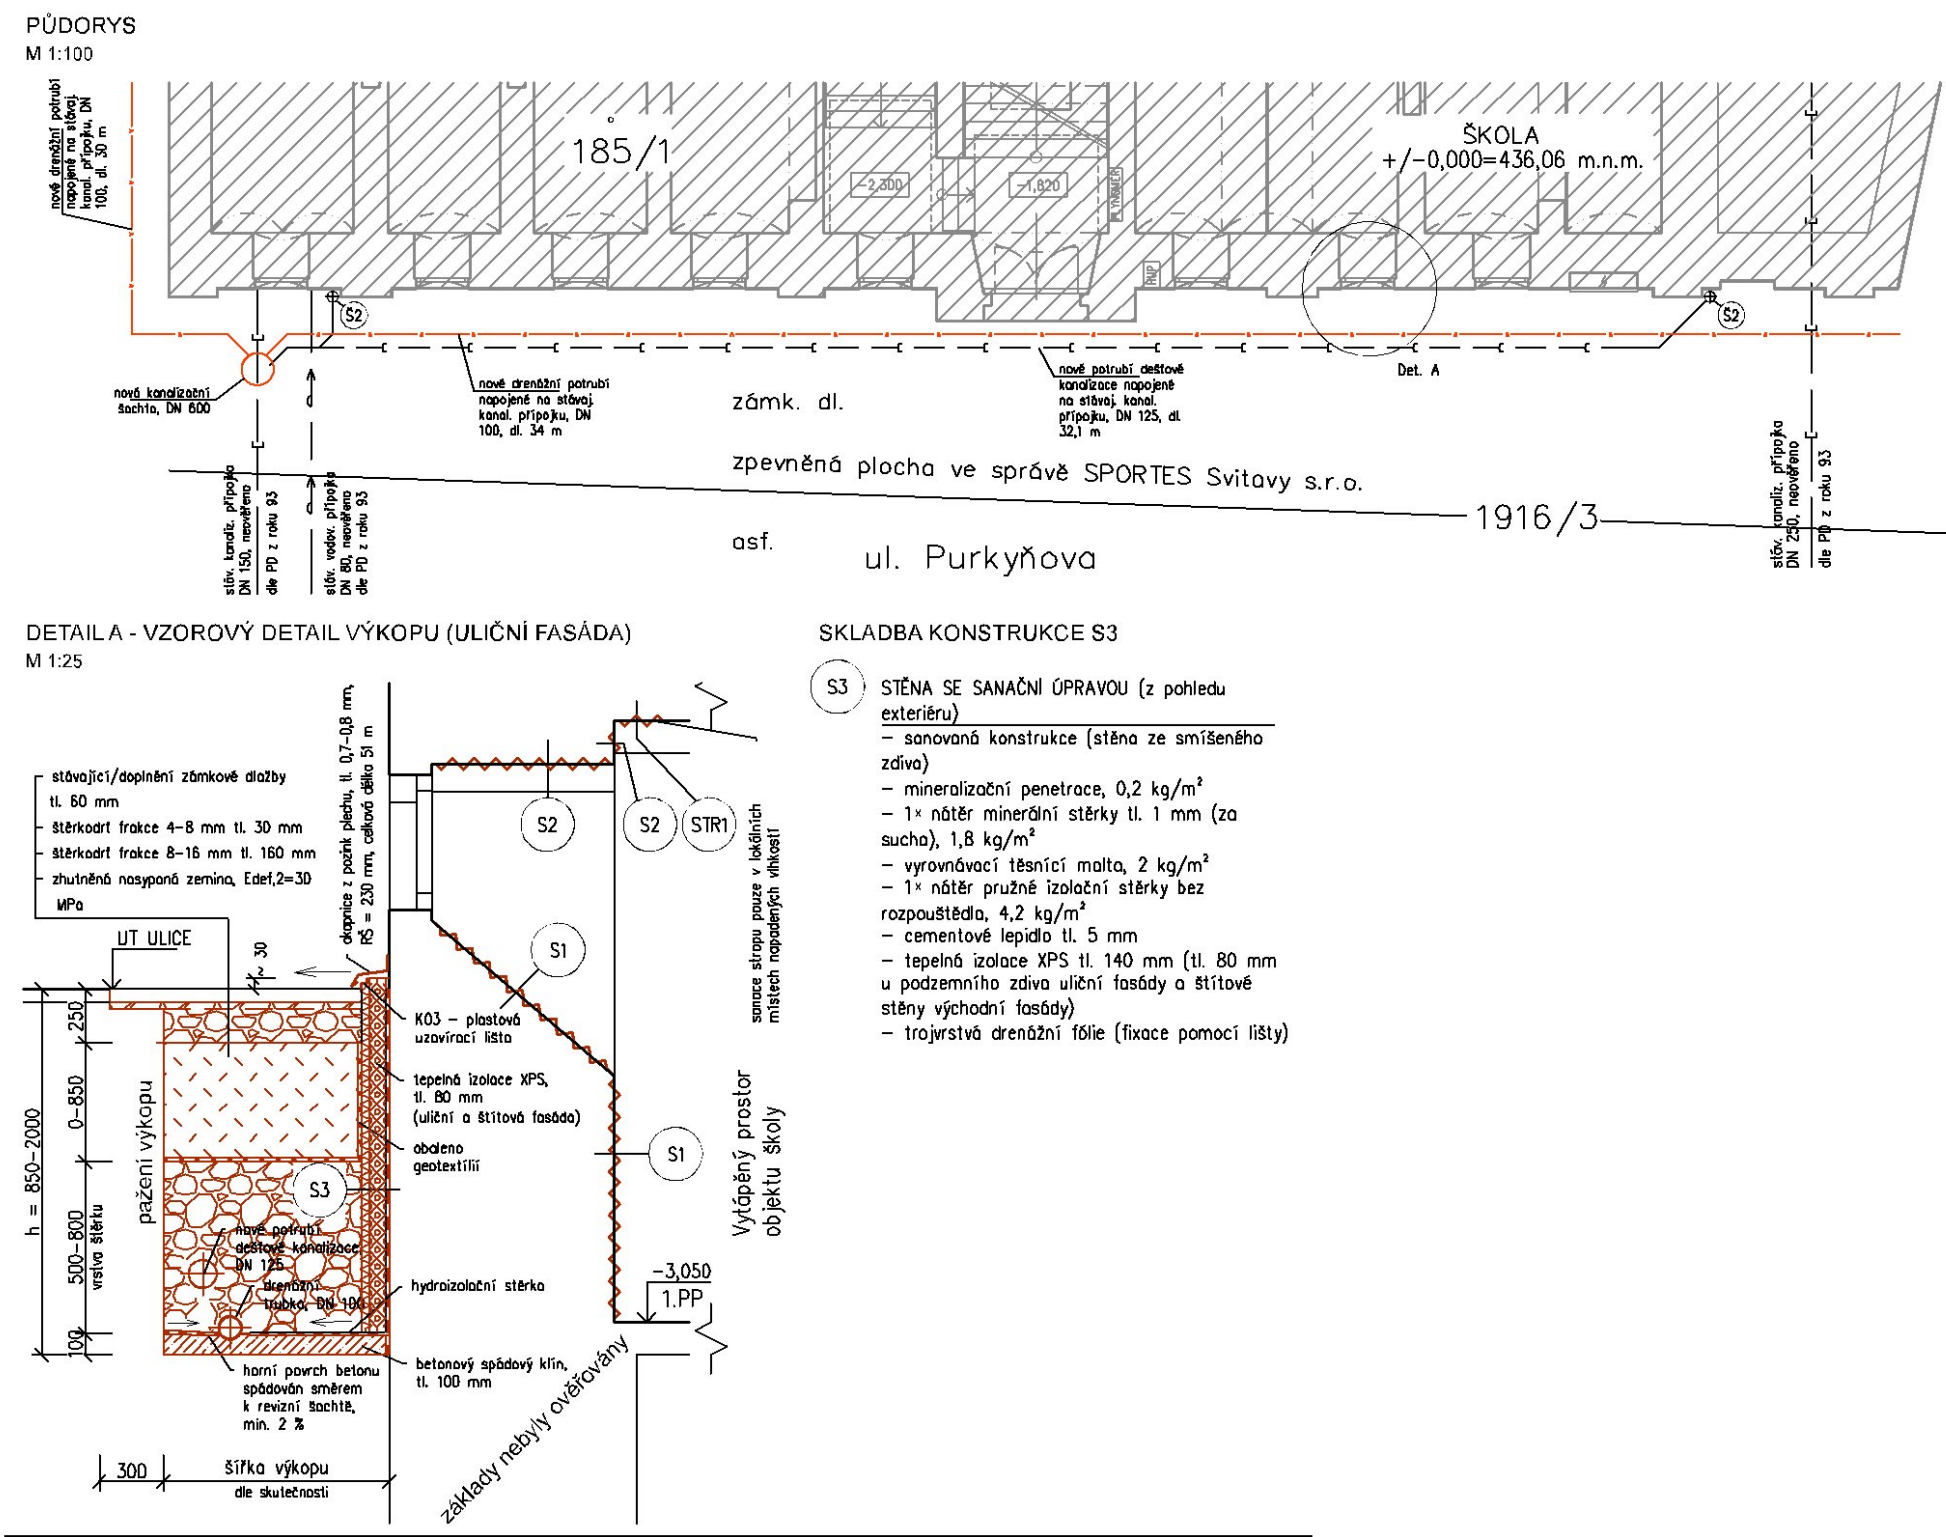 PŮDORYS
M 1:100
nové drenážní potrubí
napojené na stávaj.
kanal. přípojku, DN
100, dl. 30 m
185/1
ŠKOLA
+/-0,000=436,06 m.n.m.
-2,300
-1,820
PLYNOMĚR
HUP
Š2
Š2
Det. A
nová kanalizační
šachta, DN 600
nové drenážní potrubí
napojené na stávaj.
kanal. přípojku, DN
100, dl. 34 m
nové potrubí dešťové
kanalizace napojené
na stávaj. kanal.
přípojku, DN 125, dl.
32,1 m
zámk. dl.
zpevněná plocha ve správě SPORTES Svitavy s.r.o.
1916/3
asf.
ul. Purkyňova
stáv. kanaliz. přípojka
DN 150, neověřeno
dle PD z roku 93
stáv. vodov. přípojka
DN 80, neověřeno
dle PD z roku 93
stáv. kanaliz. přípojka
DN 250, neověřeno
dle PD z roku 93
DETAIL A - VZOROVÝ DETAIL VÝKOPU (ULIČNÍ FASÁDA)
M 1:25
stávající/doplnění zámkové dlažby
tl. 60 mm
štěrkodrť frakce 4-8 mm tl. 30 mm
štěrkodrť frakce 8-16 mm tl. 160 mm
zhutněná nasypaná zemina, Edef,2=30
MPa
okapnice z pozink plechu, tl. 0,7-0,8 mm,
RŠ = 230 mm, celková délka 51 m
UT ULICE
~ 30
S2
S2
STR1
S1
S1
S3
sanace stropu pouze v lokálních
místech napadených vlhkostí
K03 - plastová
uzavírací lišta
tepelná izolace XPS,
tl. 80 mm
(uliční a štítová fasáda)
obaleno
geotextílií
h = 850-2000
250
0-850
500-800
vrstva štěrku
100
pažení výkopu
nové potrubí
dešťové kanalizace
DN 125
drenážní
trubka, DN 100
hydroizolační stěrka
Vytápěný prostor
objektu školy
-3,050
1.PP
betonový spádový klín,
tl. 100 mm
horní povrch betonu
spádován směrem
k revizní šachtě,
min. 2 %
základy nebyly ověřovány
300
šířka výkopu
dle skutečnosti
SKLADBA KONSTRUKCE S3
S3
STĚNA SE SANAČNÍ ÚPRAVOU (z pohledu
exteriéru)
- sanovaná konstrukce (stěna ze smíšeného
zdiva)
- mineralizační penetrace, 0,2 kg/m²
- 1× nátěr minerální stěrky tl. 1 mm (za
sucha), 1,8 kg/m²
- vyrovnávací těsnící malta, 2 kg/m²
- 1× nátěr pružné izolační stěrky bez
rozpouštědla, 4,2 kg/m²
- cementové lepidlo tl. 5 mm
- tepelná izolace XPS tl. 140 mm (tl. 80 mm
u podzemního zdiva uliční fasády a štítové
stěny východní fasády)
- trojvrstvá drenážní fólie (fixace pomocí lišty)